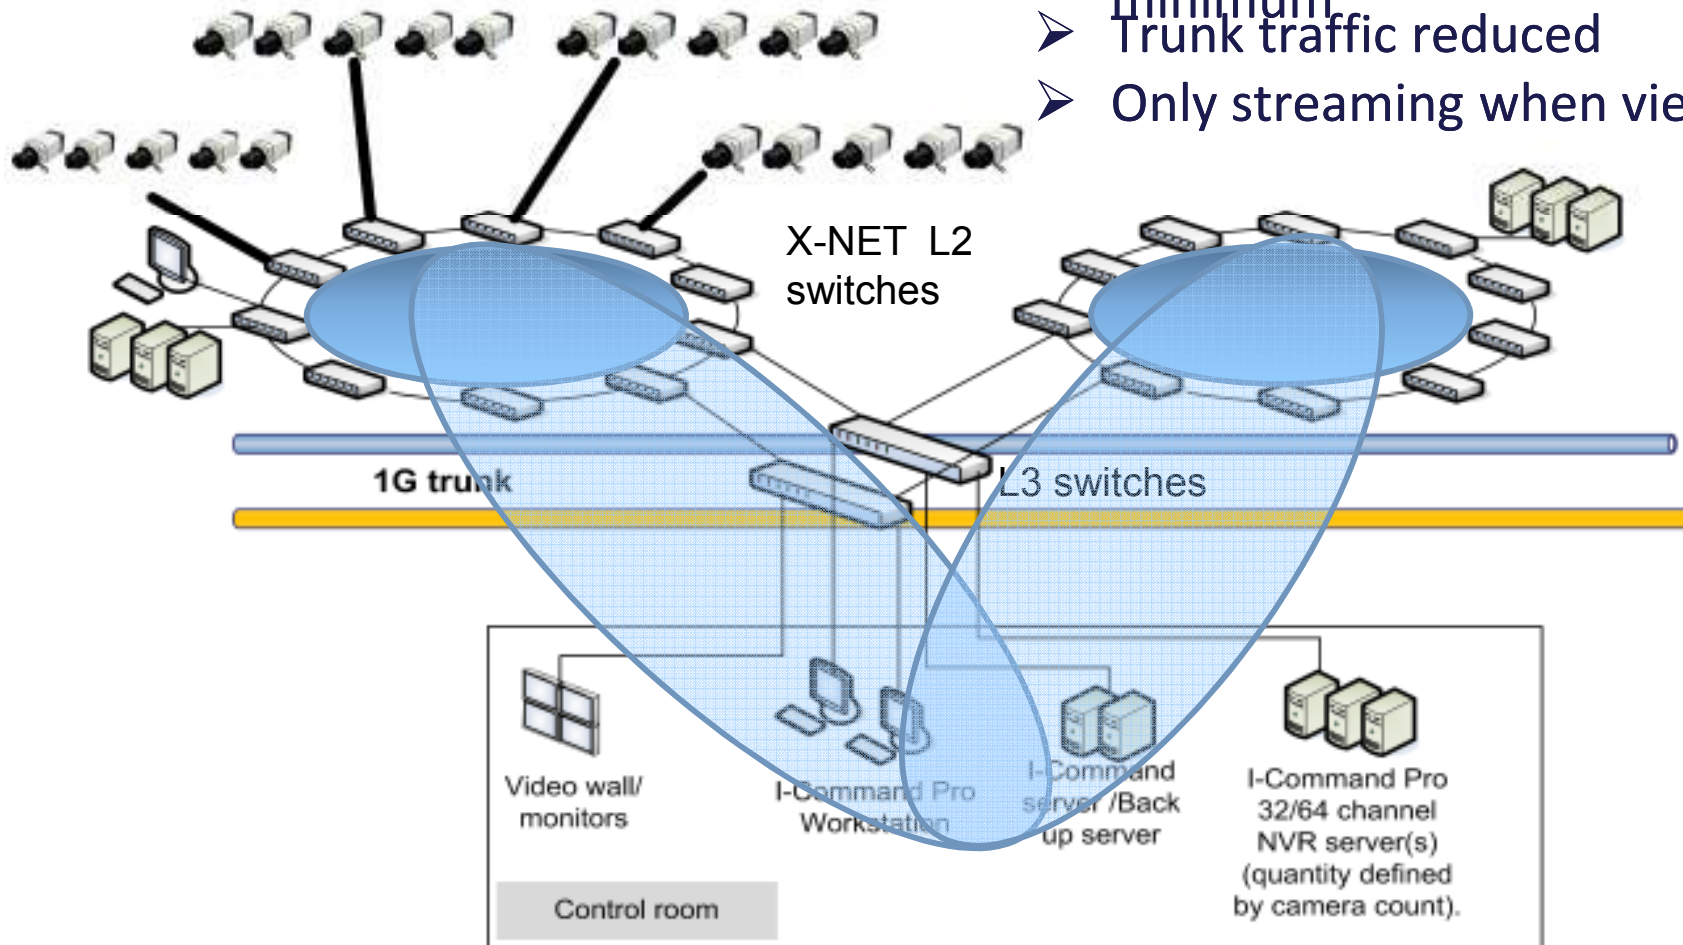 minimum
➢ Trunk traffic reduced
➢ Only streaming when vie
X-NET L2
switches
1G trunk
L3 switches
Video wall/
monitors
I-Command Pro
Workstation
I-Command
server /Back
up server
I-Command Pro
32/64 channel
NVR server(s)
(quantity defined
by camera count).
Control room